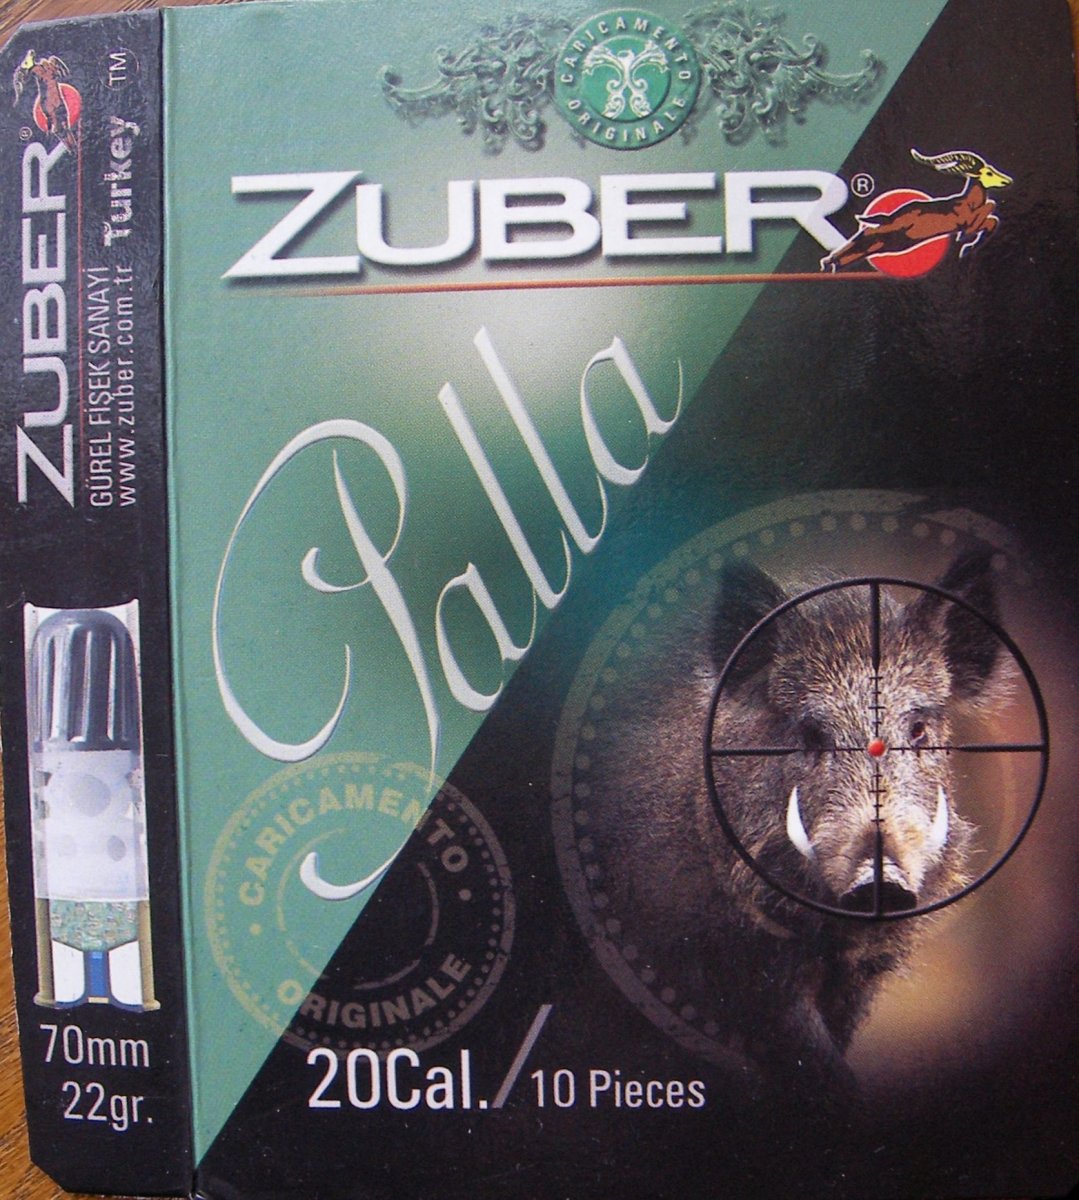 ZUBER®
GÜREL FİŞEK SANAYİ
www.zuber.com.tr Turkey ™
70mm
22gr.
CARICAMENTO ORIGINALE
ZUBER®
Palla
CARICAMENTO ORIGINALE
20Cal./10 Pieces